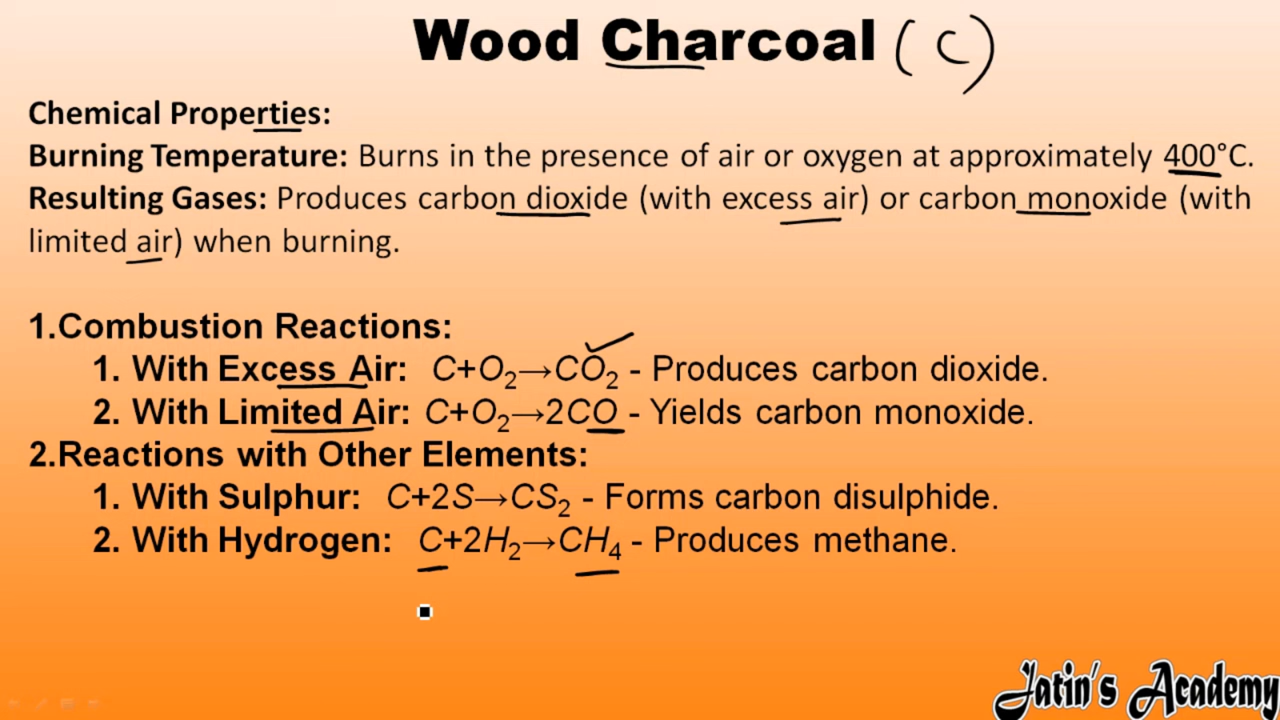 Wood Charcoal (C)
Chemical Properties:
Burning Temperature: Burns in the presence of air or oxygen at approximately 400°C.
Resulting Gases: Produces carbon dioxide (with excess air) or carbon monoxide (with
limited air) when burning.
1.Combustion Reactions:
1. With Excess Air: C+O₂→CO₂ - Produces carbon dioxide.
2. With Limited Air: C+O₂→2CO - Yields carbon monoxide.
2.Reactions with Other Elements:
1. With Sulphur: C+2S→CS₂ - Forms carbon disulphide.
2. With Hydrogen: C+2H₂→CH₄ - Produces methane.
Jatin's Academy